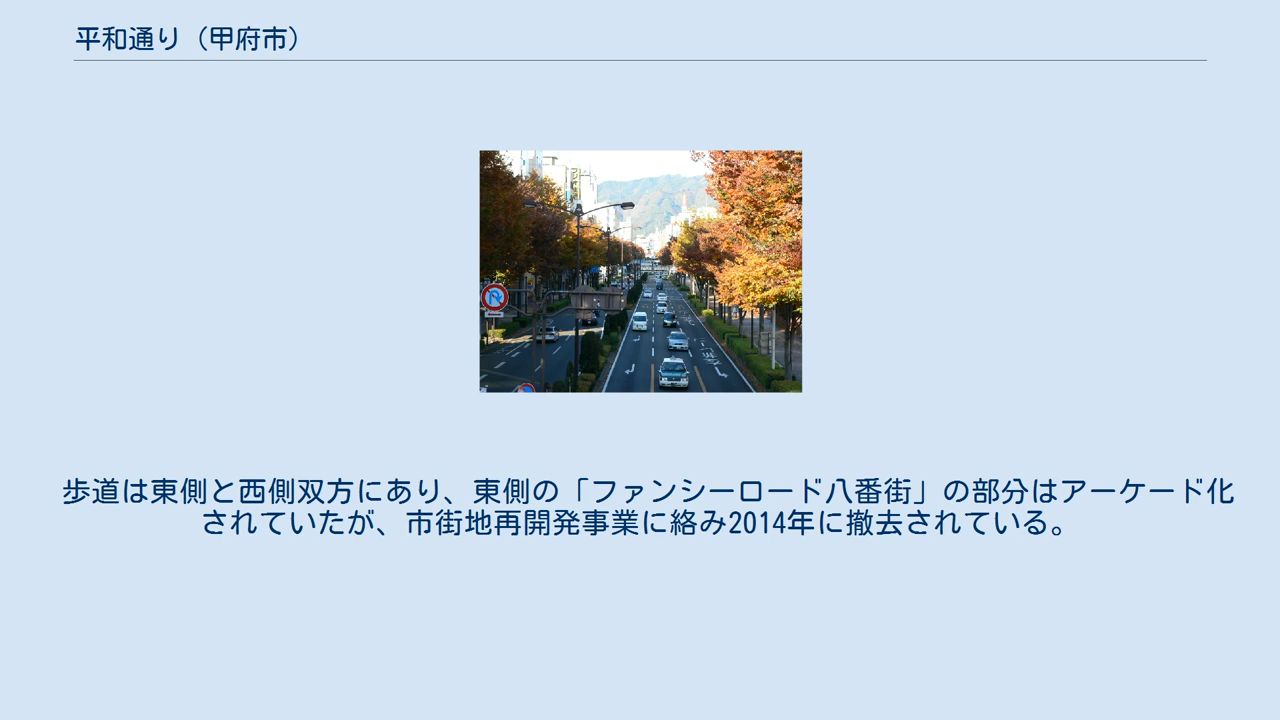 平和通り（甲府市）
歩道は東側と西側双方にあり、東側の「ファンシーロード八番街」の部分はアーケード化
されていたが、市街地再開発事業に絡み2014年に撤去されている。